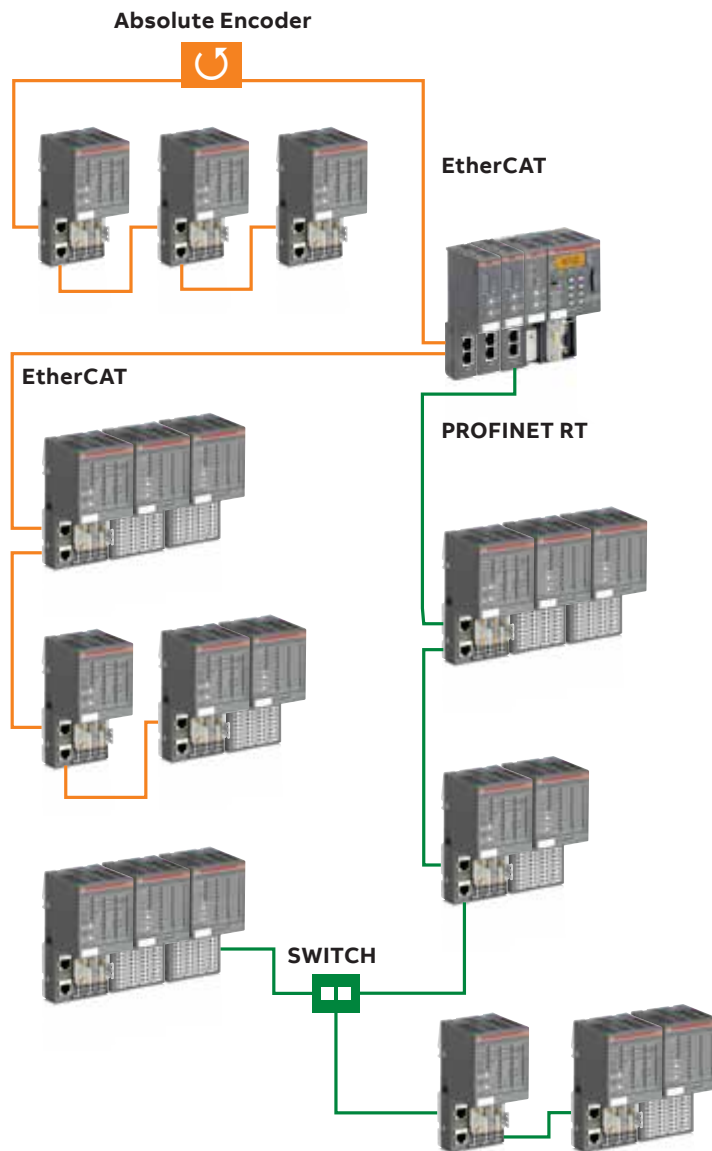 Absolute Encoder
EtherCAT
EtherCAT
PROFINET RT
SWITCH